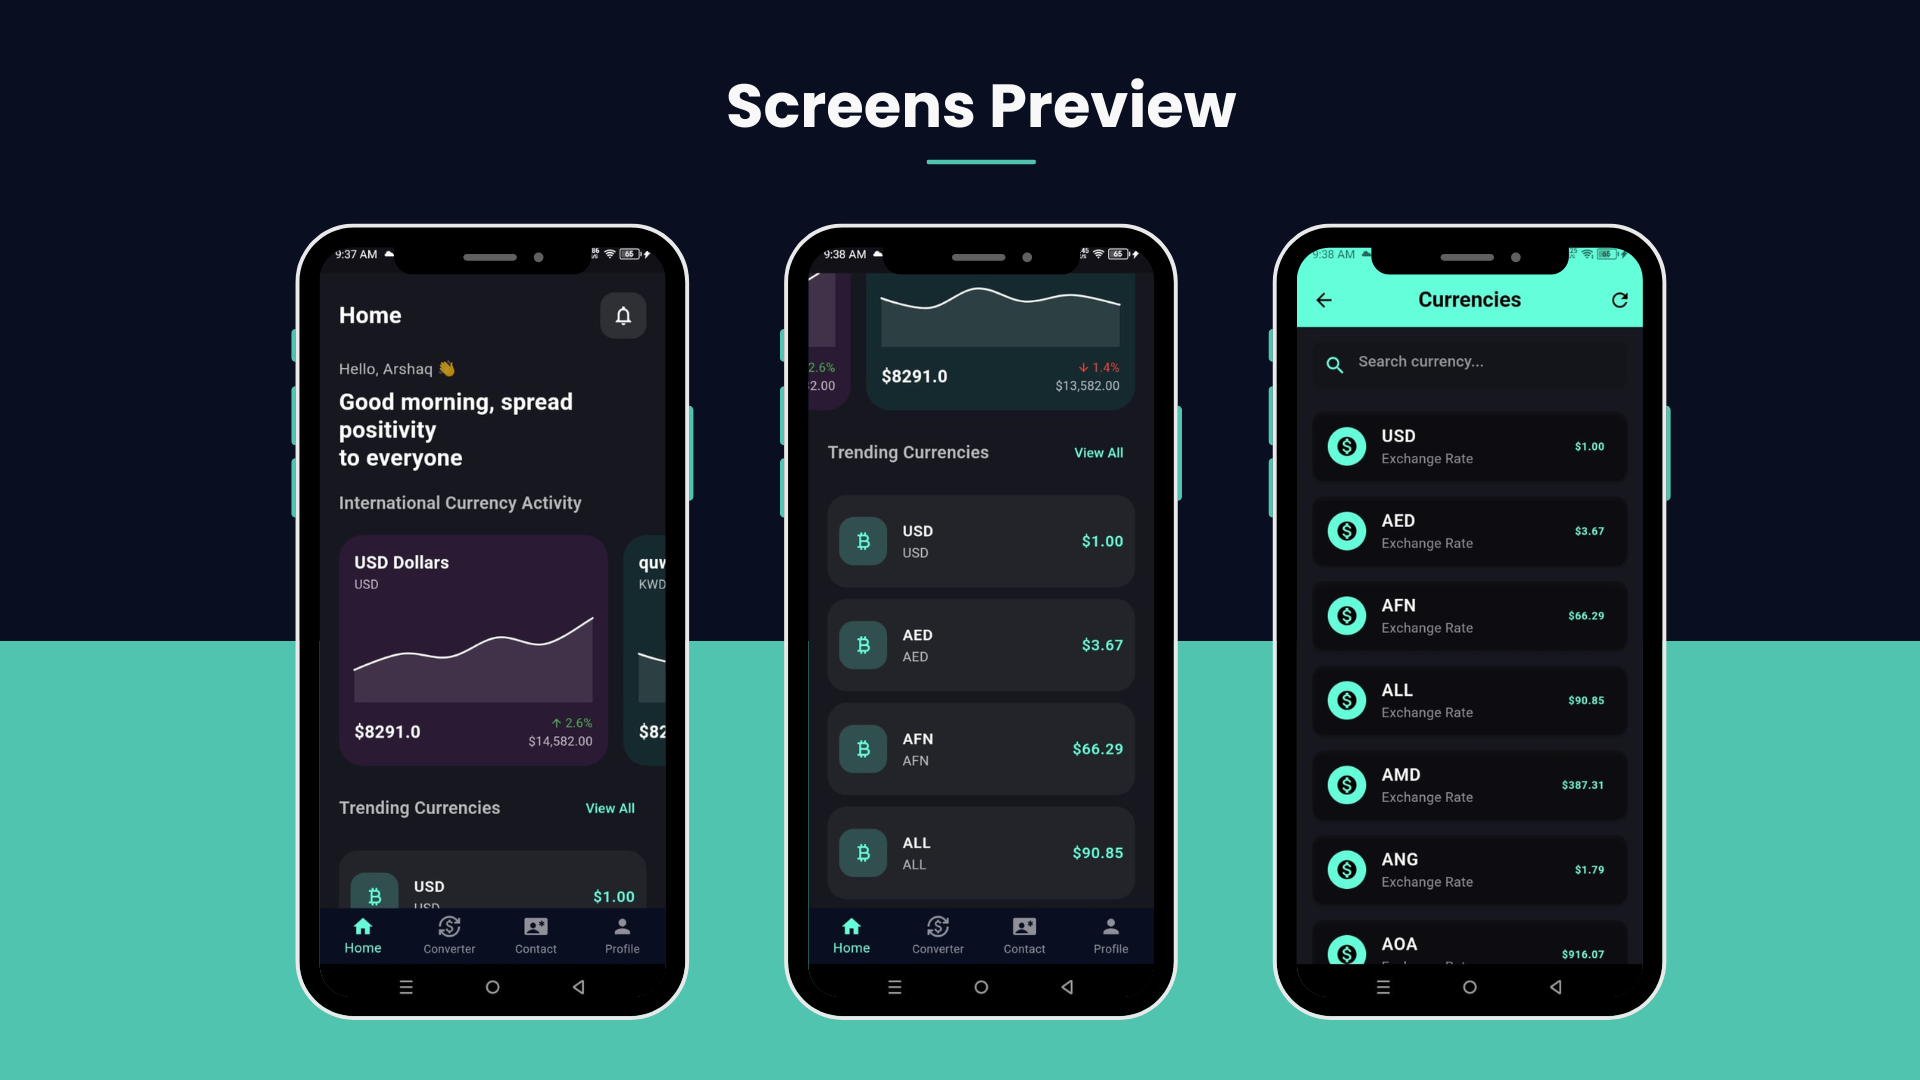 Screens Preview
9:37 AM
65
Home
Hello, Arshaq 👋
Good morning, spread
positivity
to everyone
International Currency Activity
USD Dollars
USD
$8291.0
↑ 2.6%
$14,582.00
KWD
$82
Trending Currencies
View All
USD
USD
$1.00
Home
Converter
Contact
Profile
9:38 AM
65
2.6%
2.00
$8291.0
↓ 1.4%
$13,582.00
Trending Currencies
View All
USD
USD
$1.00
AED
AED
$3.67
AFN
AFN
$66.29
ALL
ALL
$90.85
Home
Converter
Contact
Profile
9:38 AM
65
Currencies
Search currency...
USD
Exchange Rate
$1.00
AED
Exchange Rate
$3.67
AFN
Exchange Rate
$66.29
ALL
Exchange Rate
$90.85
AMD
Exchange Rate
$387.31
ANG
Exchange Rate
$1.79
AOA
$916.07